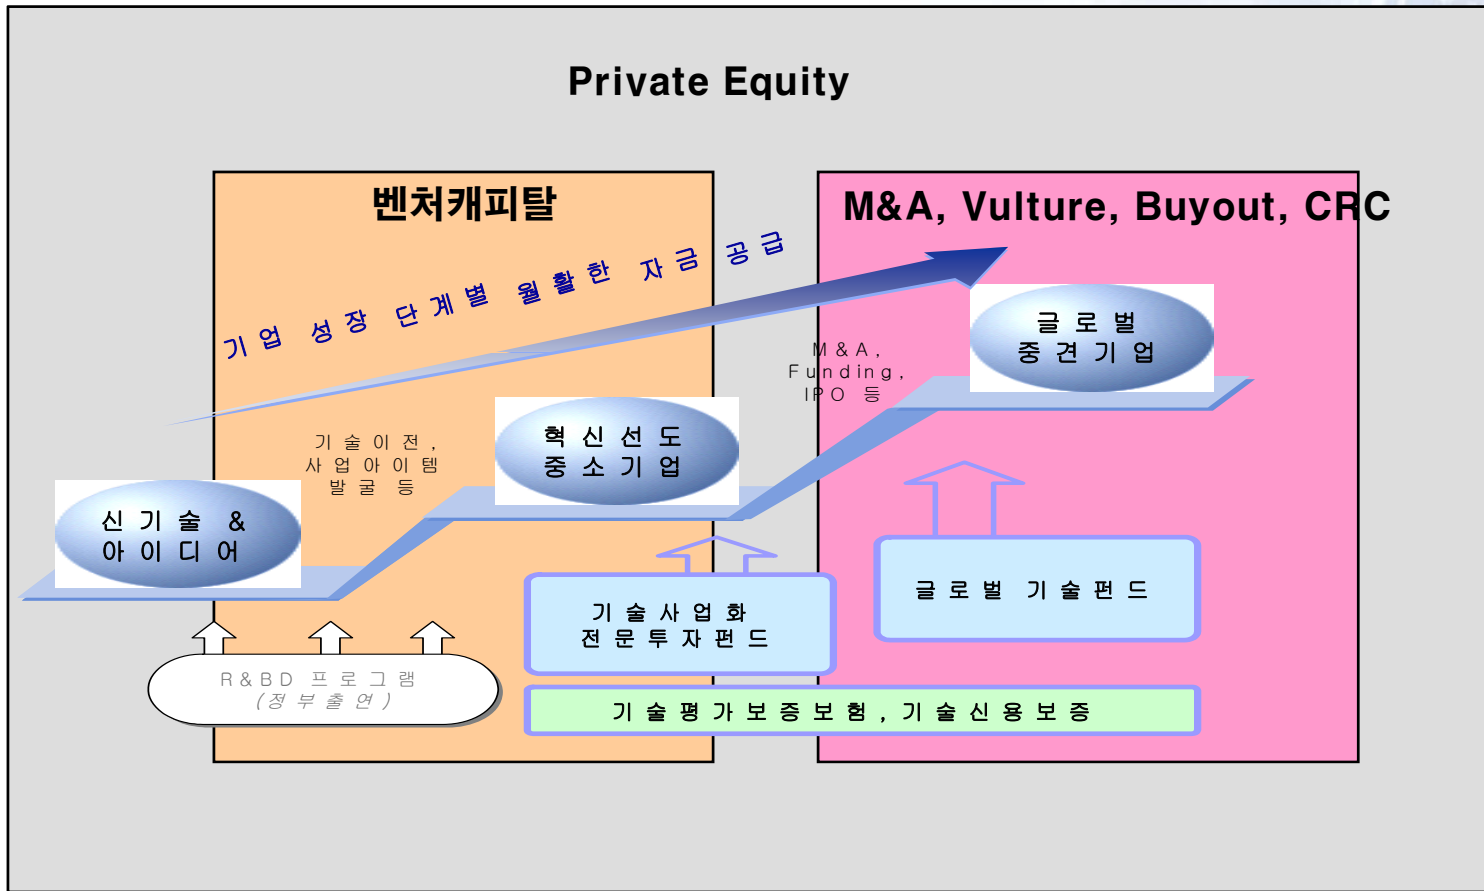 Private Equity
벤처캐피탈
M&A, Vulture, Buyout, CRC
기업 성장 단계별 월활한 자금 공급
글로벌
중견기업
M&A,
Funding,
IPO 등
기술이전,
사업아이템
발굴 등
혁신선도
중소기업
신기술 &
아이디어
기술사업화
전문투자펀드
글로벌 기술펀드
R&BD 프로그램
(정부출연)
기술평가보증보험, 기술신용보증